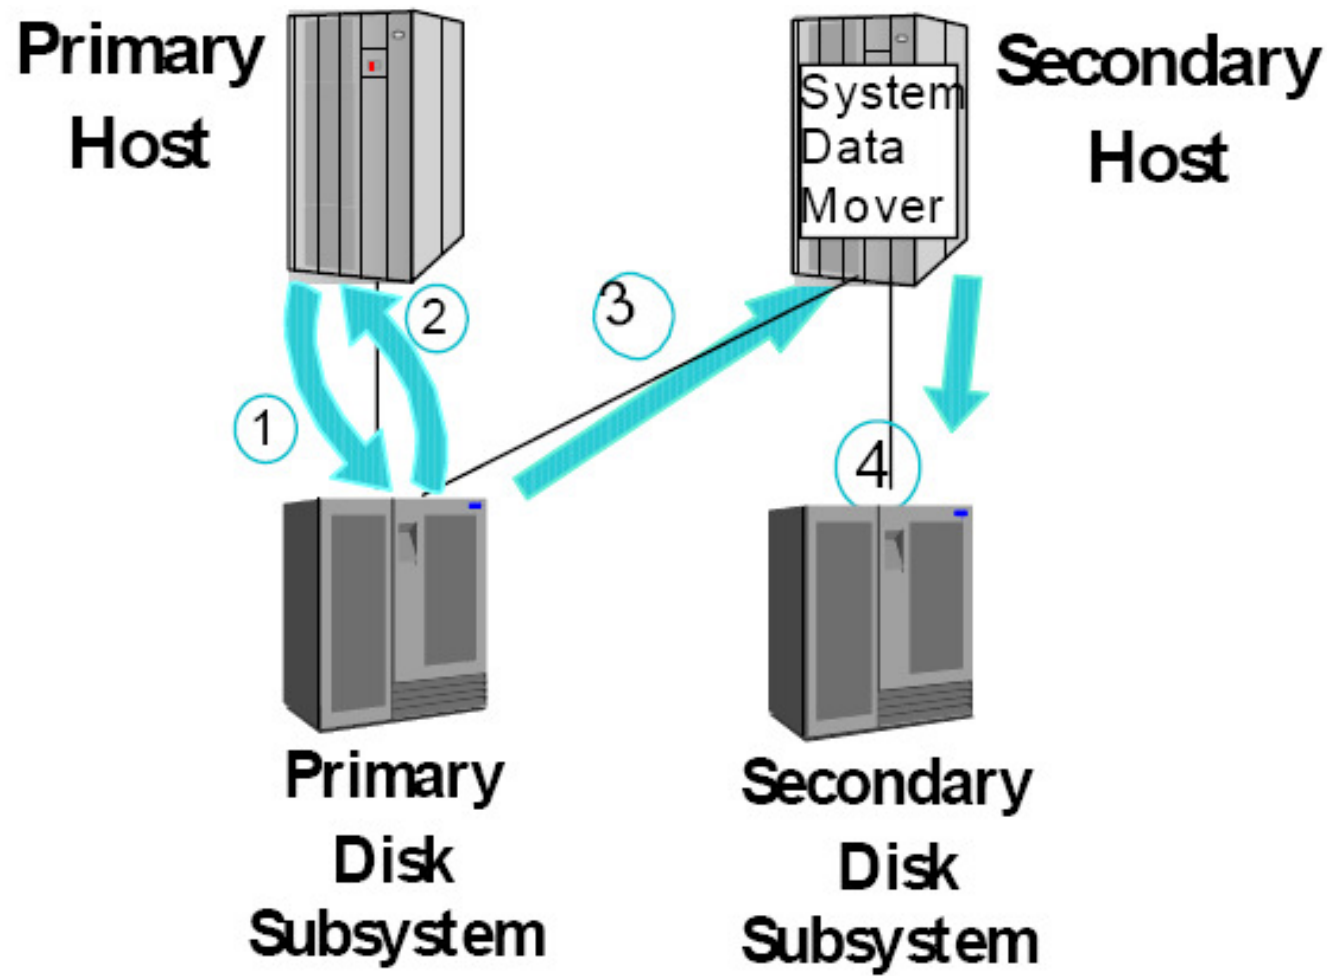 Primary
Host
System
Data
Mover
Secondary
Host
1
2
3
4
Primary
Disk
Subsystem
Secondary
Disk
Subsystem